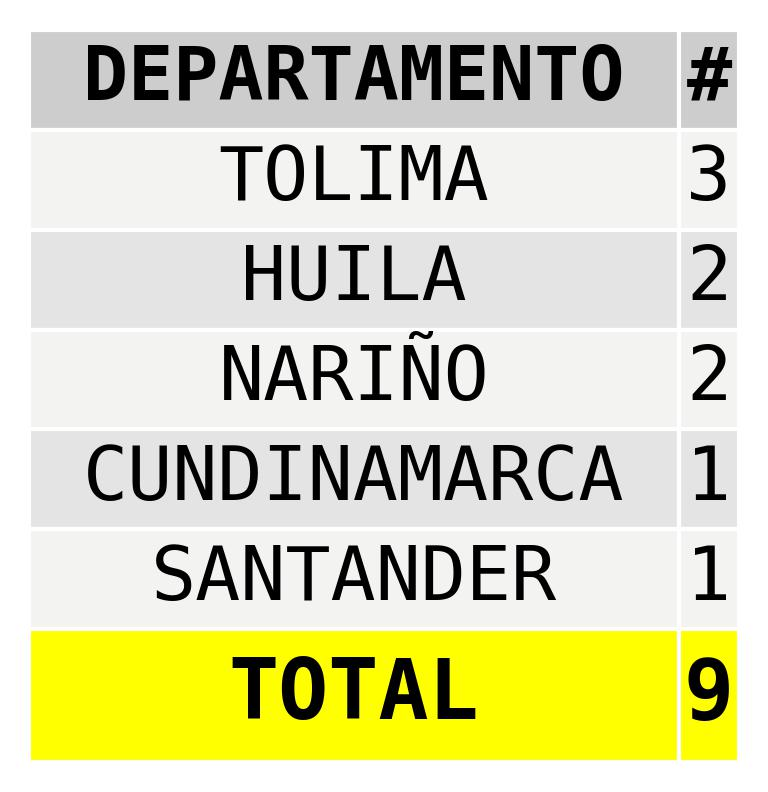 DEPARTAMENTO #
TOLIMA 3
HUILA 2
NARIÑO 2
CUNDINAMARCA 1
SANTANDER 1
TOTAL 9